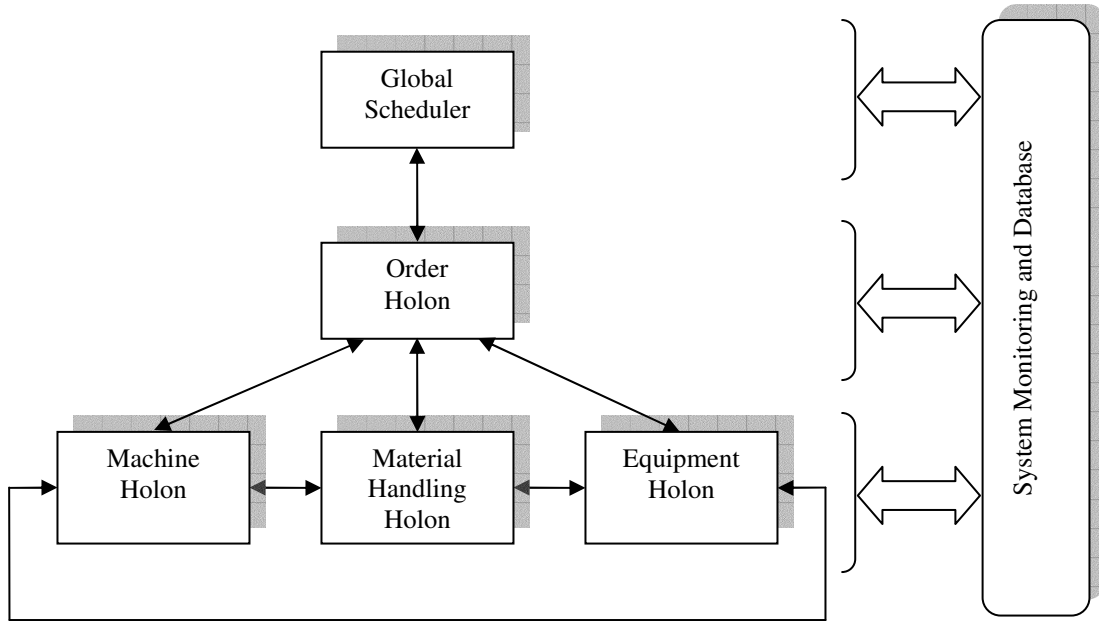 Global
Scheduler
Order
Holon
Machine
Holon
Material
Handling
Holon
Equipment
Holon
System Monitoring and Database